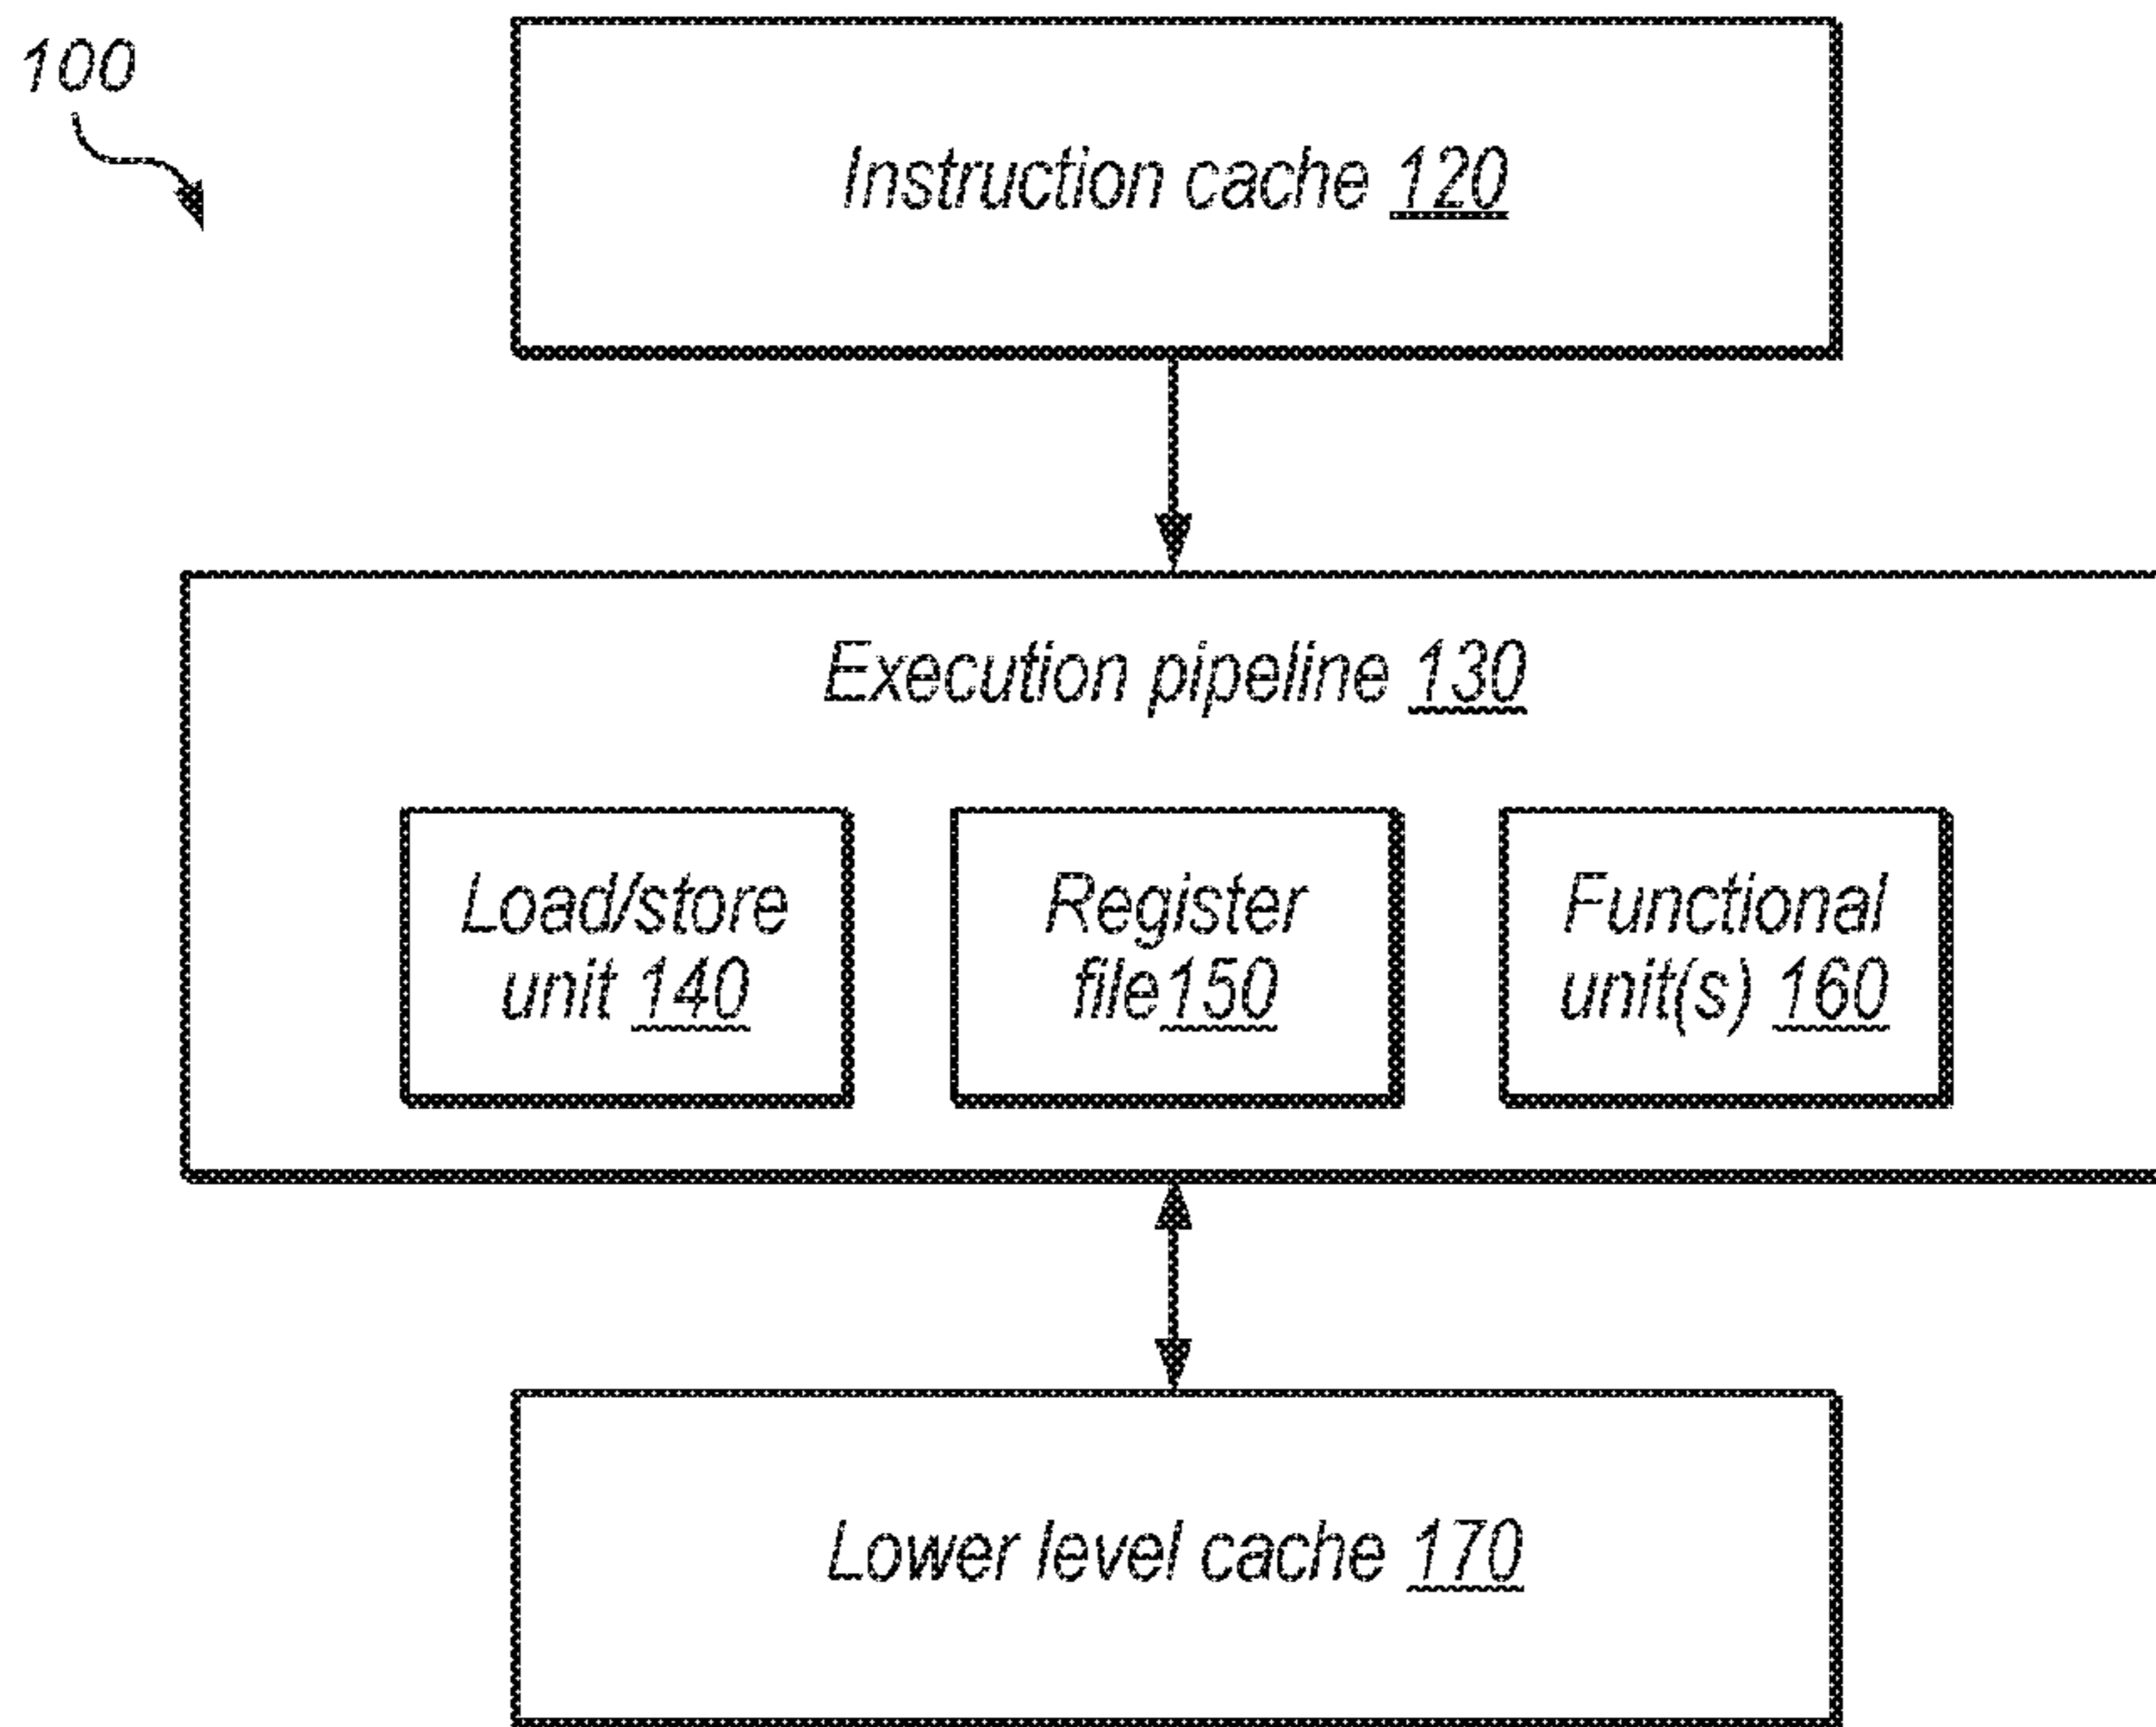 100
Instruction cache 120
Execution pipeline 130
Load/store
unit 140
Register
file150
Functional
unit(s) 160
Lower level cache 170